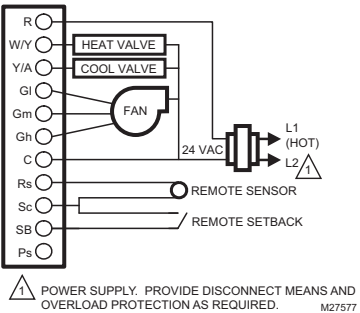 R
W/Y
HEAT VALVE
Y/A
COOL VALVE
Gl
Gm
FAN
Gh
C
24 VAC
L1
(HOT)
L2
1
Rs
REMOTE SENSOR
Sc
SB
REMOTE SETBACK
Ps
1 POWER SUPPLY. PROVIDE DISCONNECT MEANS AND
OVERLOAD PROTECTION AS REQUIRED.
M27577